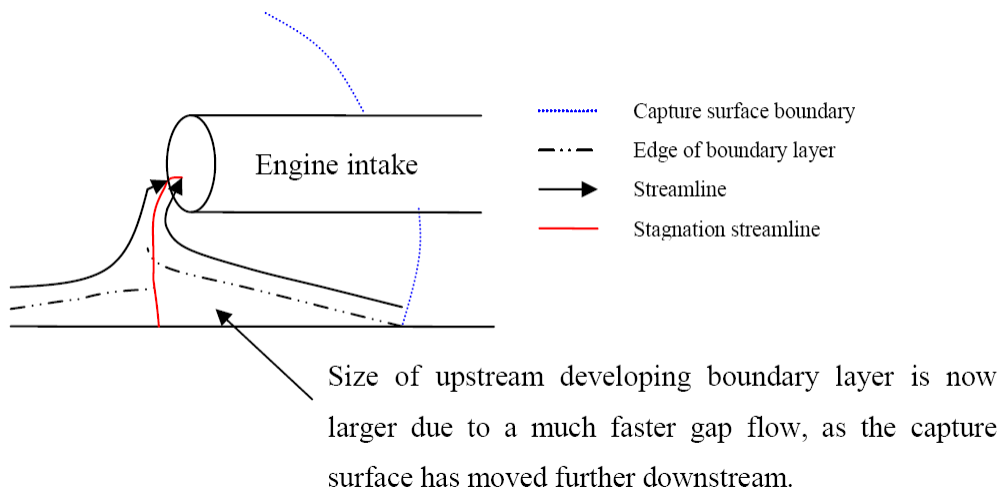 Capture surface boundary
Engine intake
Edge of boundary layer
Streamline
Stagnation streamline
Size of upstream developing boundary layer is now
larger due to a much faster gap flow, as the capture
surface has moved further downstream.